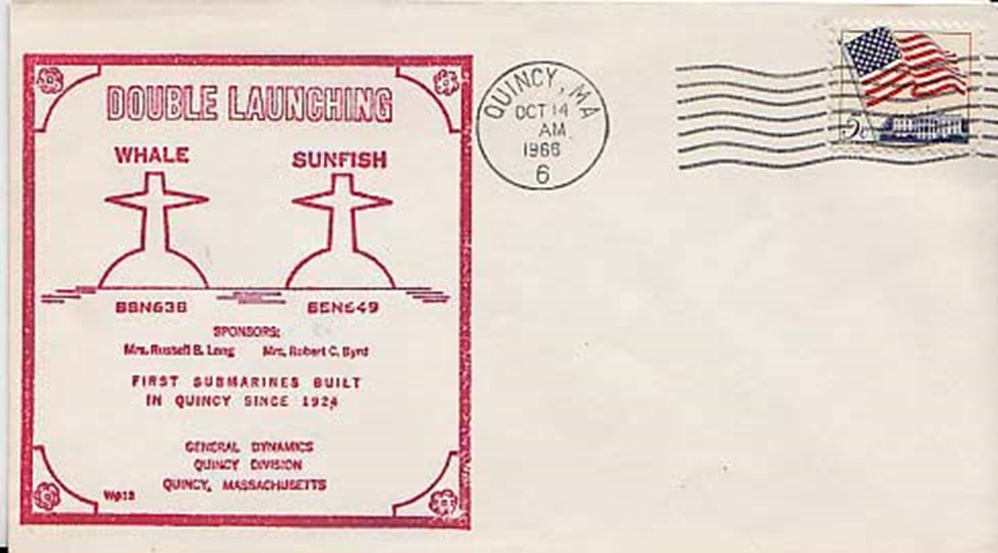 DOUBLE LAUNCHING
WHALE SUNFISH
SSN638 SSN649
SPONSORS:
Mrs. Russell B. Long Mrs. Robert C. Byrd
FIRST SUBMARINES BUILT
IN QUINCY SINCE 1924
GENERAL DYNAMICS
QUINCY DIVISION
QUINCY, MASSACHUSETTS
QUINCY, MA
OCT 14
AM
1966
6
5c